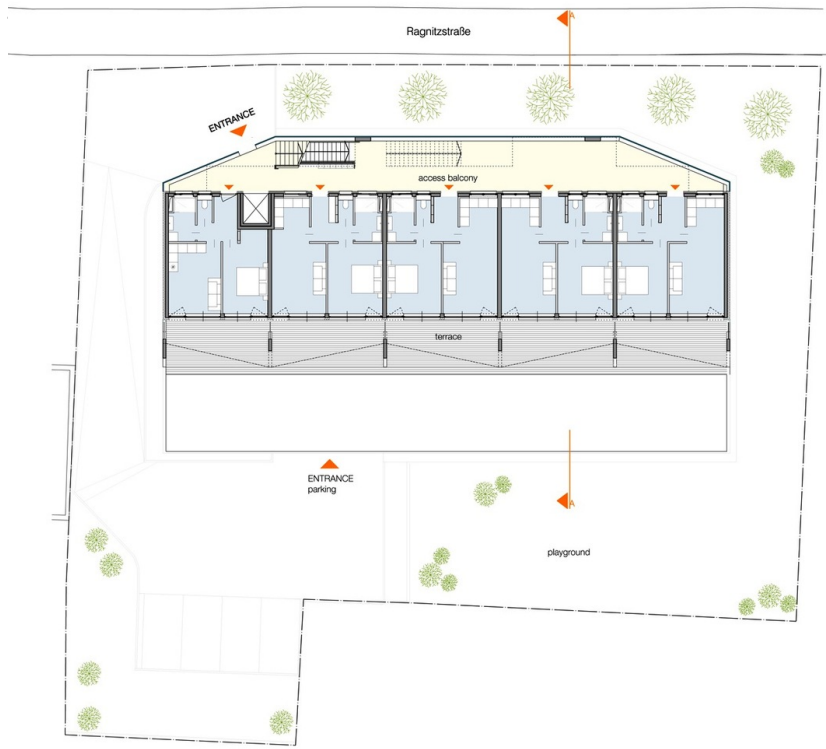 A
Ragnitzstraße
ENTRANCE
access balcony
terrace
ENTRANCE
parking
A
playground